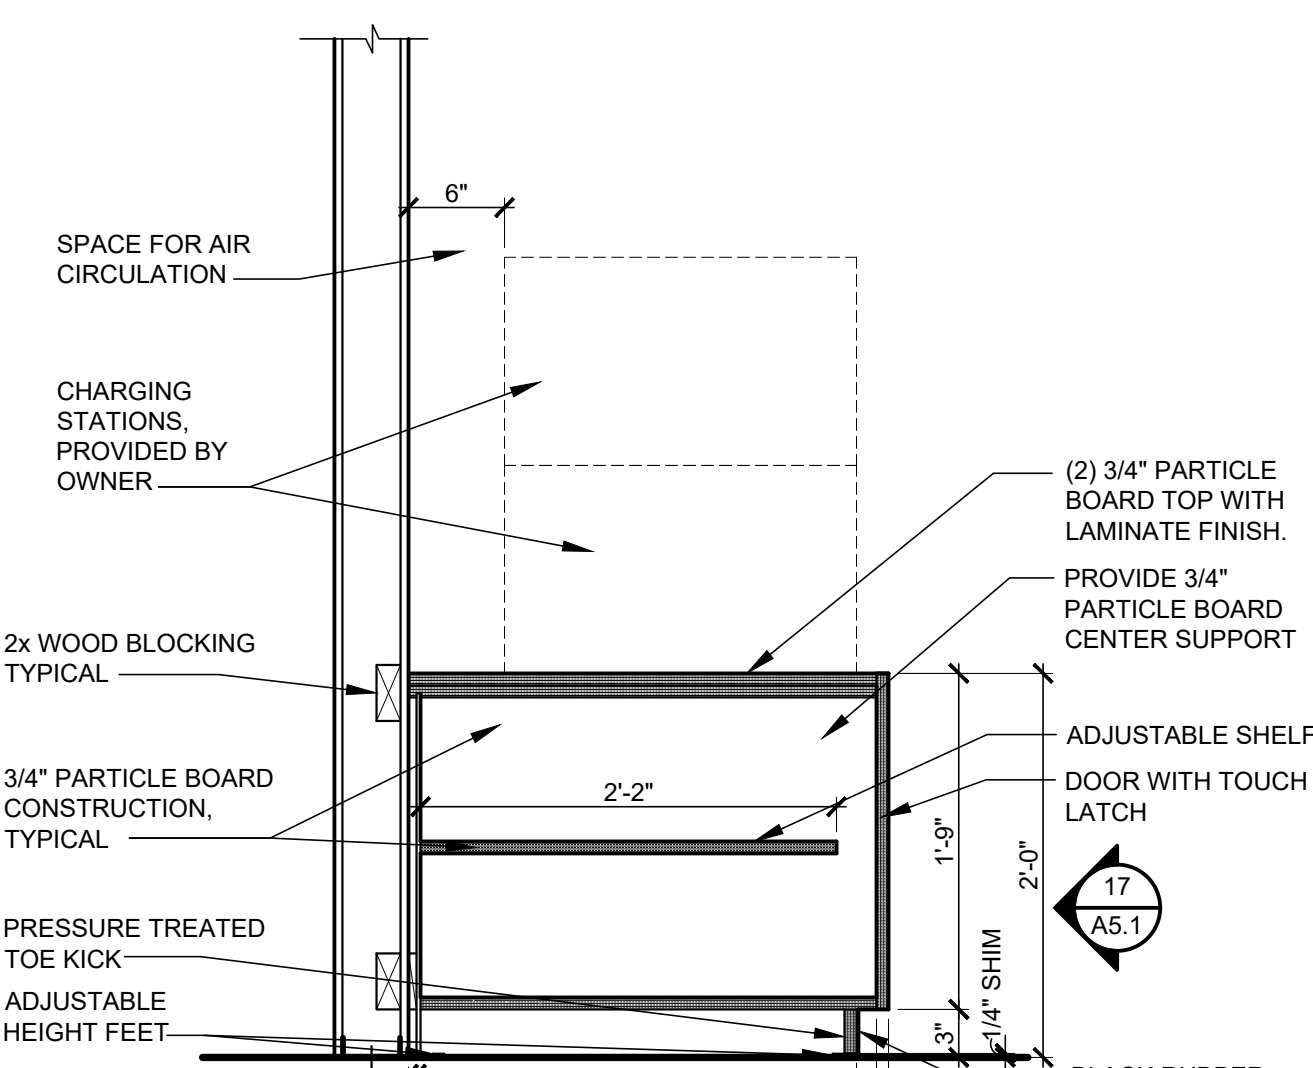 6"
SPACE FOR AIR
CIRCULATION
CHARGING
STATIONS,
PROVIDED BY
OWNER
(2) 3/4" PARTICLE
BOARD TOP WITH
LAMINATE FINISH.
PROVIDE 3/4"
PARTICLE BOARD
CENTER SUPPORT
2x WOOD BLOCKING
TYPICAL
ADJUSTABLE SHELF
3/4" PARTICLE BOARD
CONSTRUCTION,
TYPICAL
2'-2"
DOOR WITH TOUCH
LATCH
1'-9"
2'-0"
17
A5.1
PRESSURE TREATED
TOE KICK
ADJUSTABLE
HEIGHT FEET
3"
1/4" SHIM
BLACK RUBBER